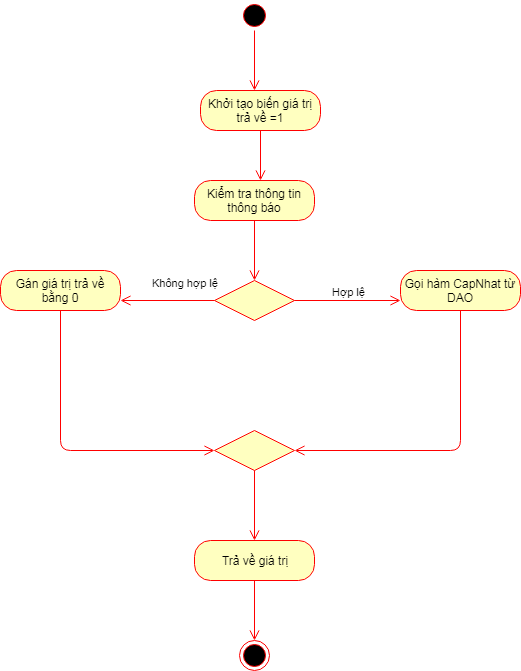 Khởi tạo biến giá trị
trả về =1
Kiểm tra thông tin
thông báo
Không hợp lệ
Hợp lệ
Gán giá trị trả về
bằng 0
Gọi hàm CapNhat từ
DAO
Trả về giá trị